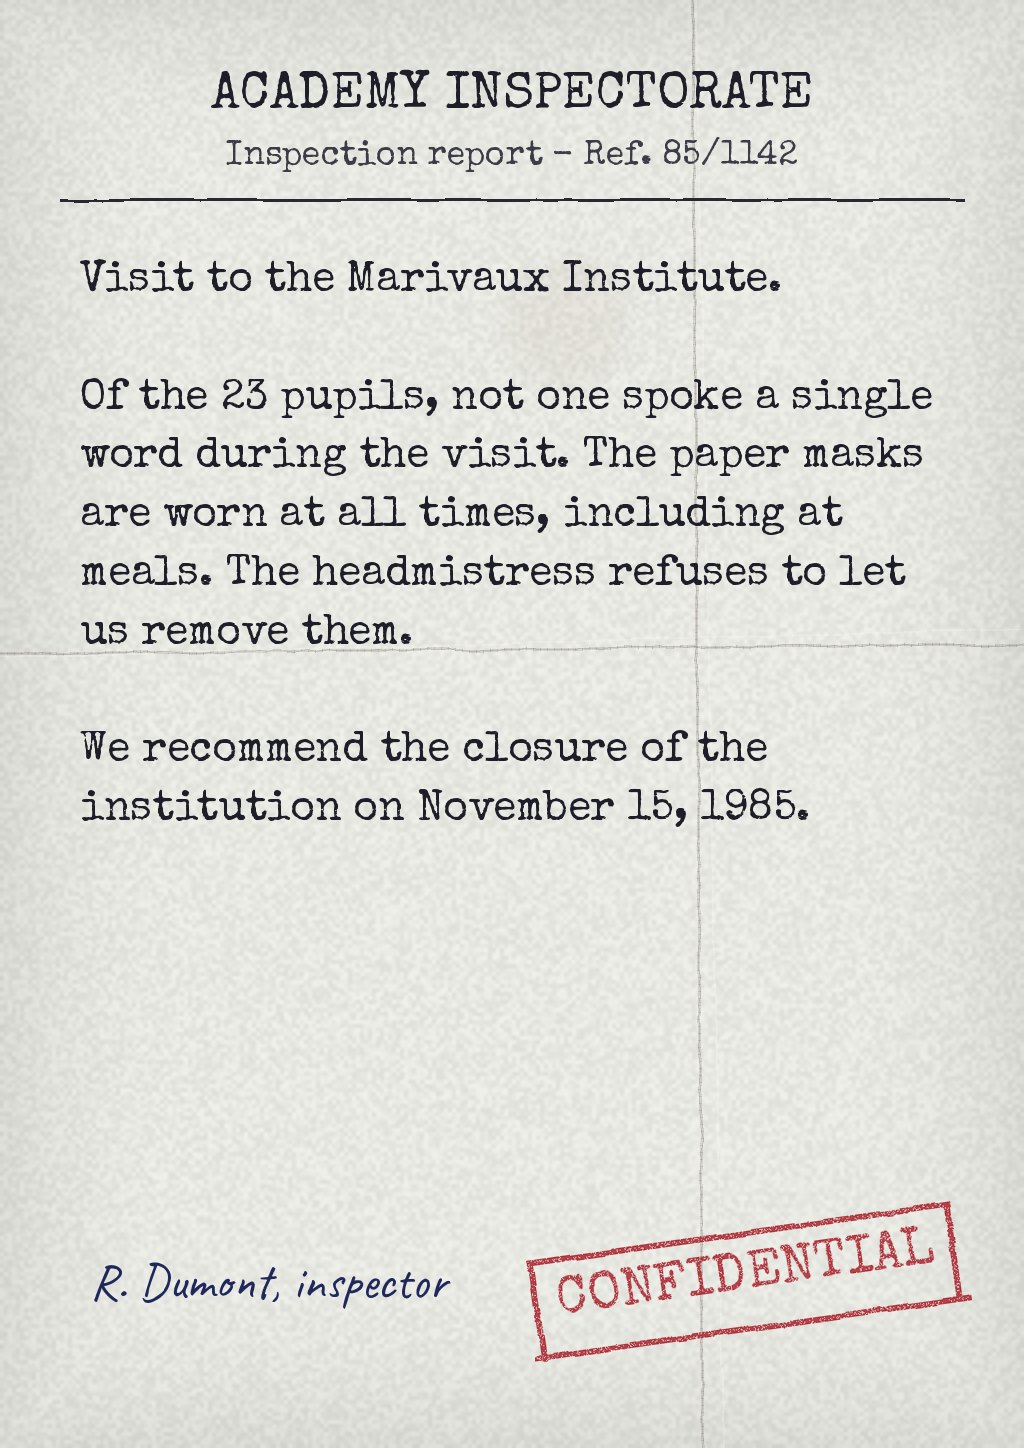 ACADEMY INSPECTORATE
Inspection report – Ref. 85/1142
Visit to the Marivaux Institute.
Of the 23 pupils, not one spoke a single
word during the visit. The paper masks
are worn at all times, including at
meals. The headmistress refuses to let
us remove them.
We recommend the closure of the
institution on November 15, 1985.
R. Dumont, inspector
CONFIDENTIAL